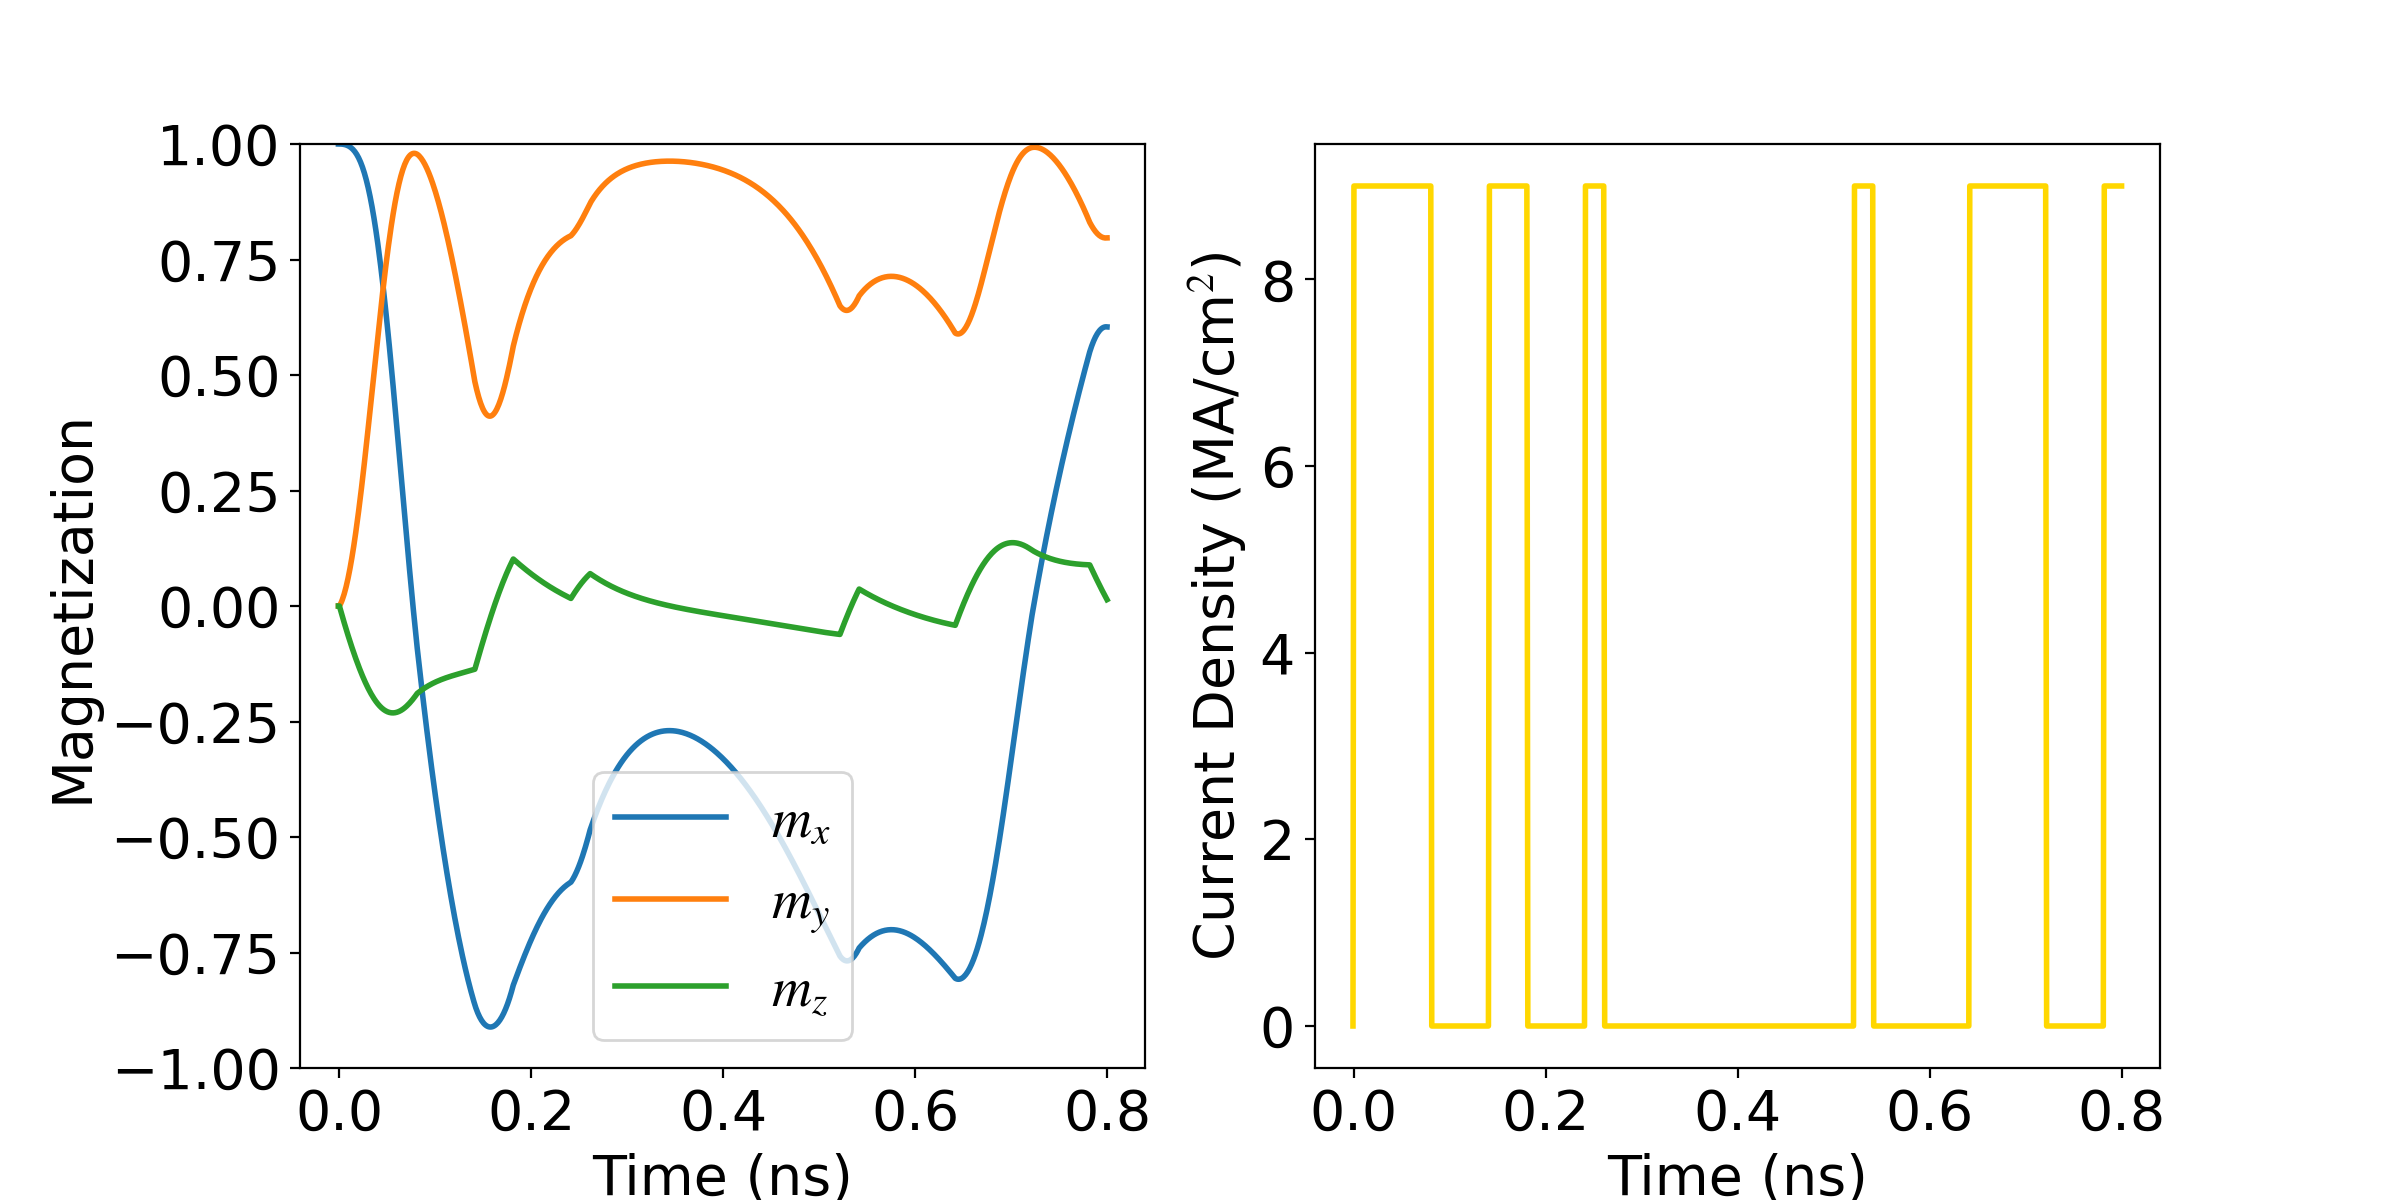 1.00
0.75
0.50
0.25
0.00
−0.25
−0.50
−0.75
−1.00
Magnetization
0.0 0.2 0.4 0.6 0.8
Time (ns)
m_x
m_y
m_z
8
6
4
2
0
Current Density (MA/cm²)
0.0 0.2 0.4 0.6 0.8
Time (ns)